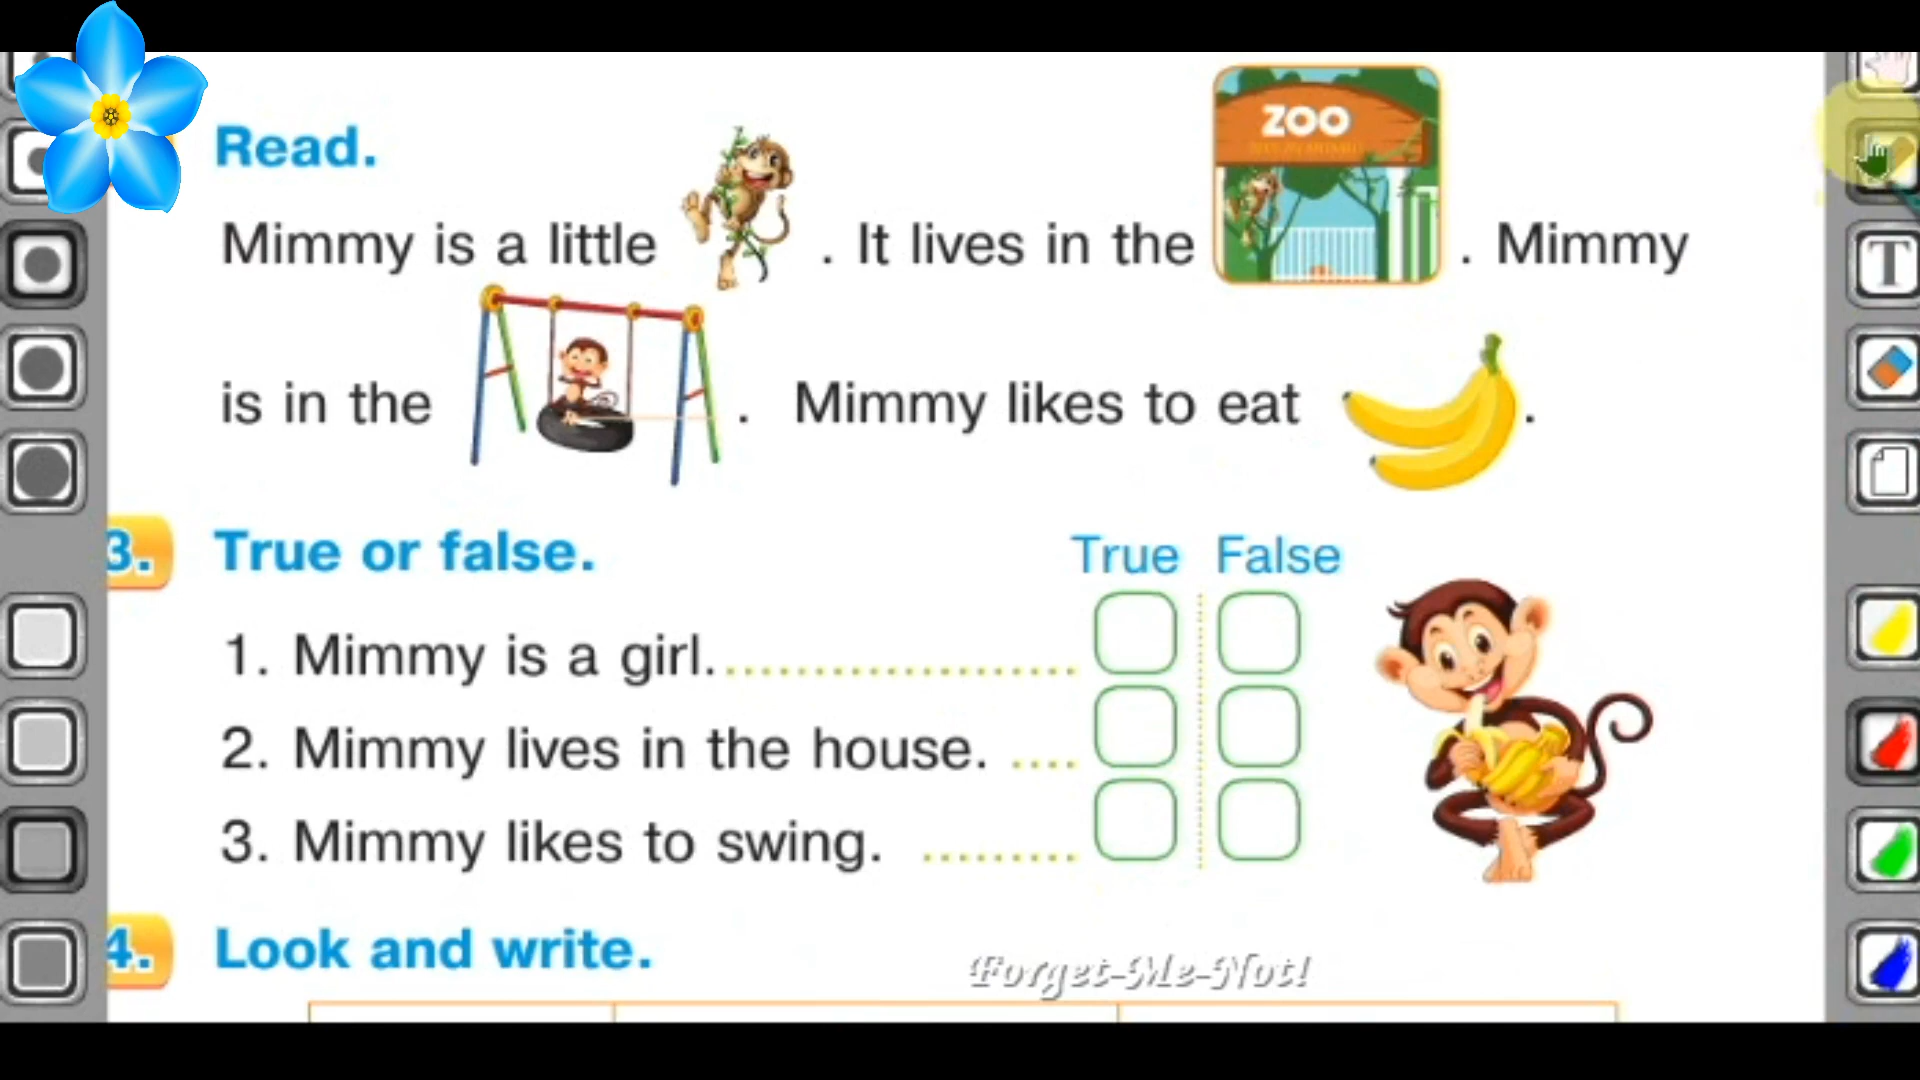 Read.
ZOO
Mimmy is a little . It lives in the . Mimmy
is in the . Mimmy likes to eat .
3. True or false. True False
1. Mimmy is a girl.....................
2. Mimmy lives in the house. ....
3. Mimmy likes to swing. .........
4. Look and write.
Forget-Me-Not!
T